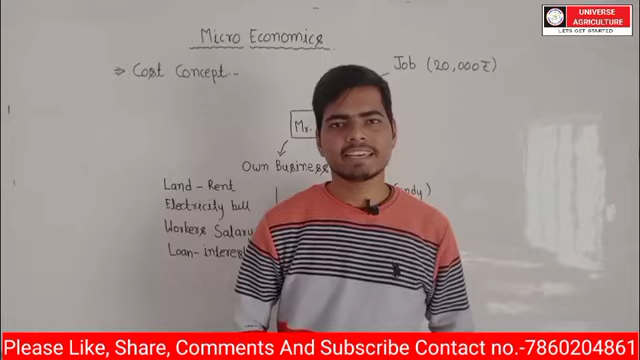 Micro Economics
UNIVERSE
AGRICULTURE
LETS GET STARTED
⇒ Cost Concept -
Job (20,000₹)
Mr.
Own Business
Land - Rent
Electricity bill
Workers Salary
Loan - interest
Please Like, Share, Comments And Subscribe Contact no.-7860204861